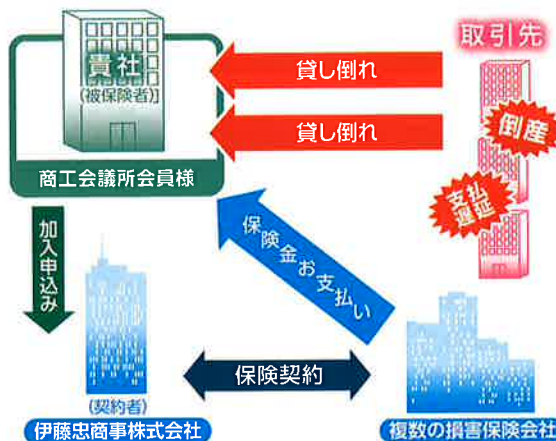 取引先
貴社
(被保険者)]
貸し倒れ
貸し倒れ
倒産
支払
遅延
商工会議所会員様
加入申込み
保険金お支払い
保険契約
(契約者)
伊藤忠商事株式会社
複数の損害保険会社